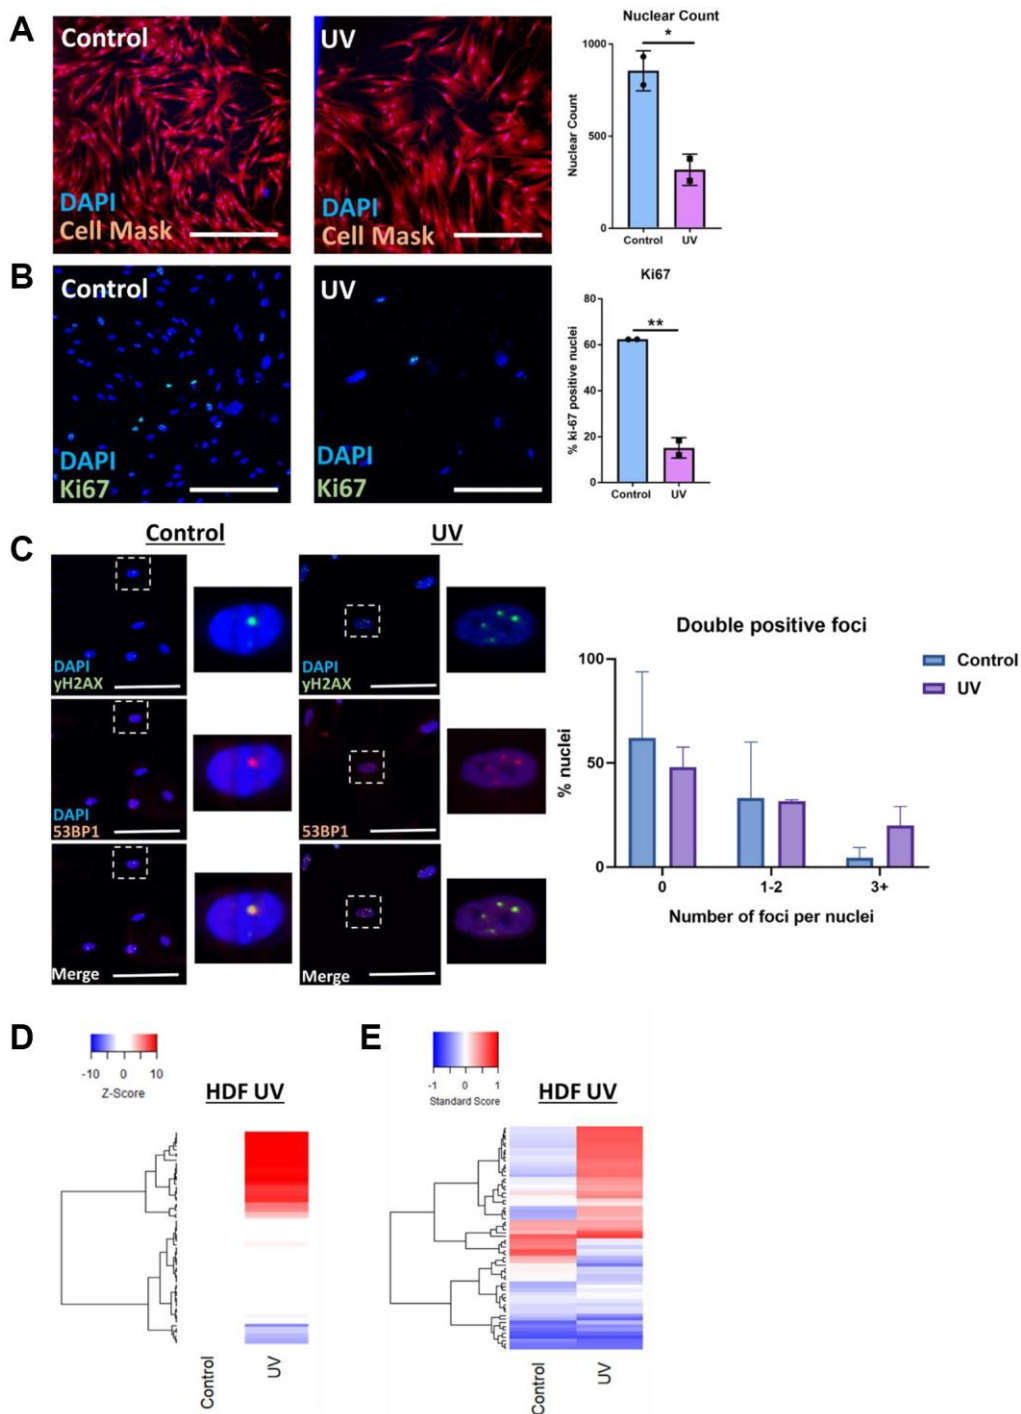 A
Control
DAPI
Cell Mask
UV
DAPI
Cell Mask
Nuclear Count
*
1000
500
0
Nuclear Count
Control
UV
B
Control
DAPI
Ki67
UV
DAPI
Ki67
Ki67
**
80
60
40
20
0
% ki-67 positive nuclei
Control
UV
C
Control
UV
DAPI
yH2AX
DAPI
yH2AX
DAPI
53BP1
53BP1
Merge
Merge
Double positive foci
Control
UV
100
50
0
% nuclei
0
1-2
3+
Number of foci per nuclei
D
-10
0
10
Z-Score
HDF UV
Control
UV
E
-1
0
1
Standard Score
HDF UV
Control
UV